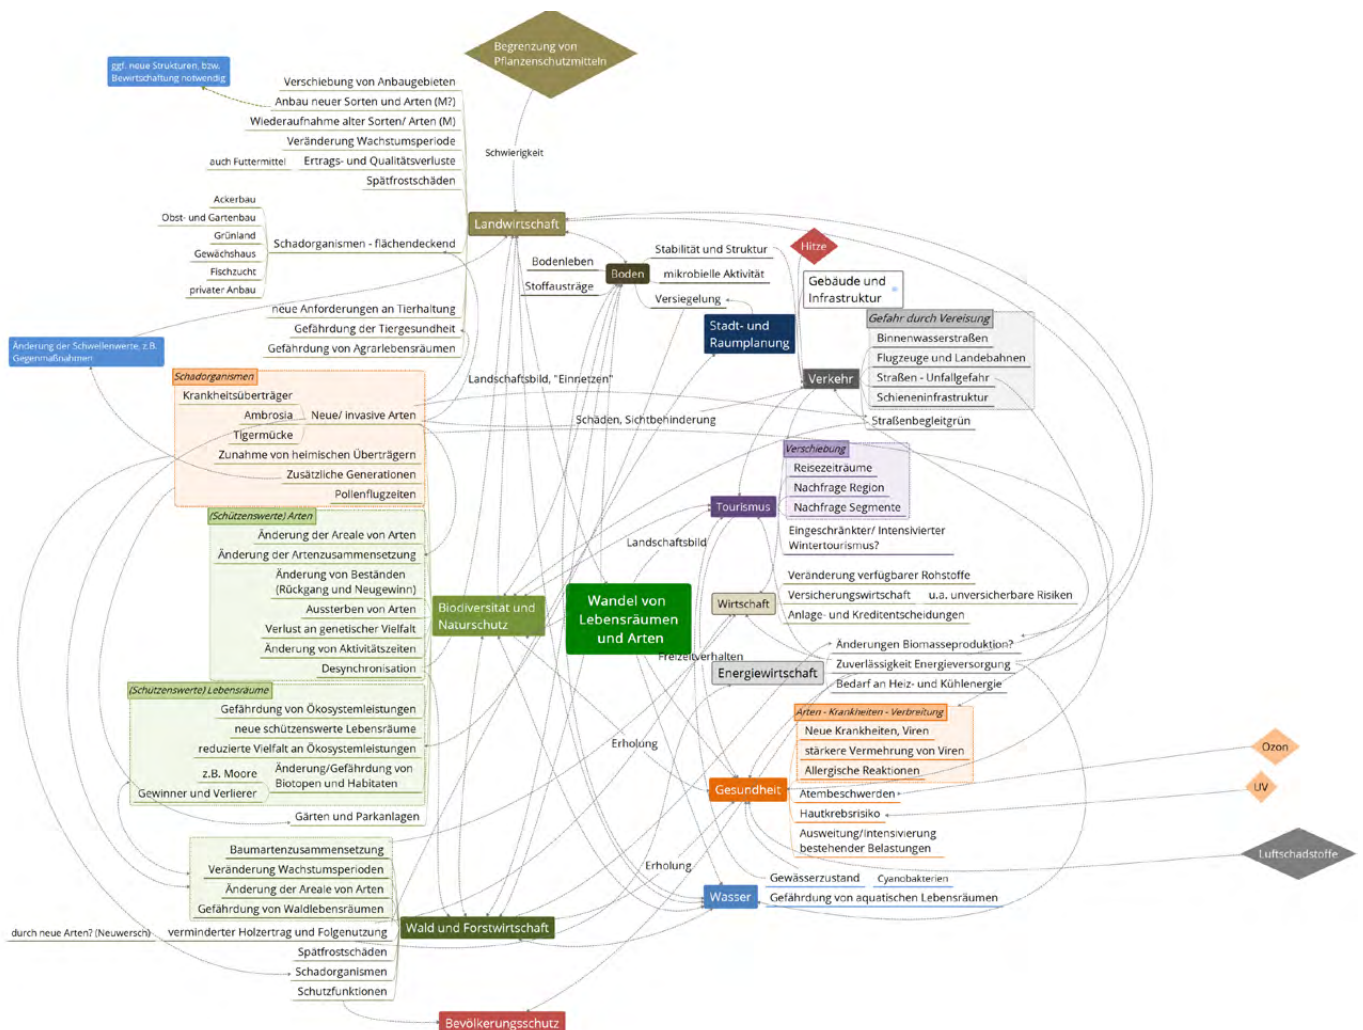 Begrenzung von
Pflanzenschutzmitteln
ggf. neue Strukturen, bzw.
Bewirtschaftung notwendig
Verschiebung von Anbaugebieten
Anbau neuer Sorten und Arten (M?)
Wiederaufnahme alter Sorten/ Arten (M)
Veränderung Wachstumsperiode
auch Futtermittel
Ertrags- und Qualitätsverluste
Spätfrostschäden
Schwierigkeit
Ackerbau
Obst- und Gartenbau
Grünland
Gewächshaus
Fischzucht
privater Anbau
Schadorganismen - flächendeckend
Landwirtschaft
neue Anforderungen an Tierhaltung
Gefährdung der Tiergesundheit
Gefährdung von Agrarlebensräumen
Änderung der Schwellenwerte, z.B.
Gegenmaßnahmen
Bodenleben
Stoffausträge
Boden
Stabilität und Struktur
mikrobielle Aktivität
Versiegelung
Stadt- und
Raumplanung
Hitze
Gebäude und
Infrastruktur
Gefahr durch Vereisung
Binnenwasserstraßen
Flugzeuge und Landebahnen
Straßen - Unfallgefahr
Schieneninfrastruktur
Verkehr
Straßenbegleitgrün
Landschaftsbild, "Einnetzen"
Schäden, Sichtbehinderung
Schadorganismen
Krankheitsüberträger
Ambrosia
Tigermücke
Neue/ invasive Arten
Zunahme von heimischen Überträgern
Zusätzliche Generationen
Pollenflugzeiten
Verschiebung
Reisezeiträume
Nachfrage Region
Nachfrage Segmente
Tourismus
Eingeschränkter/ Intensivierter
Wintertourismus?
Landschaftsbild
(Schützenswerte) Arten
Änderung der Areale von Arten
Änderung der Artenzusammensetzung
Änderung von Beständen
(Rückgang und Neugewinn)
Aussterben von Arten
Verlust an genetischer Vielfalt
Änderung von Aktivitätszeiten
Desynchronisation
Biodiversität und
Naturschutz
Wandel von
Lebensräumen
und Arten
Wirtschaft
Veränderung verfügbarer Rohstoffe
Versicherungswirtschaft
u.a. unversicherbare Risiken
Anlage- und Kreditentscheidungen
Freizeitverhalten
Energiewirtschaft
Änderungen Biomasseproduktion?
Zuverlässigkeit Energieversorgung
Bedarf an Heiz- und Kühlenergie
(Schützenswerte) Lebensräume
Gefährdung von Ökosystemleistungen
neue schützenswerte Lebensräume
reduzierte Vielfalt an Ökosystemleistungen
z.B. Moore
Gewinner und Verlierer
Änderung/Gefährdung von
Biotopen und Habitaten
Gärten und Parkanlagen
Erholung
Arten - Krankheiten - Verbreitung
Neue Krankheiten, Viren
stärkere Vermehrung von Viren
Allergische Reaktionen
Gesundheit
Atembeschwerden
Hautkrebsrisiko
Ausweitung/Intensivierung
bestehender Belastungen
Ozon
UV
Luftschadstoffe
Baumartenzusammensetzung
Veränderung Wachstumsperioden
Änderung der Areale von Arten
Gefährdung von Waldlebensräumen
durch neue Arten? (Neuwersch)
verminderter Holzertrag und Folgenutzung
Spätfrostschäden
Schadorganismen
Schutzfunktionen
Wald und Forstwirtschaft
Erholung
Wasser
Gewässerzustand
Cyanobakterien
Gefährdung von aquatischen Lebensräumen
Bevölkerungsschutz